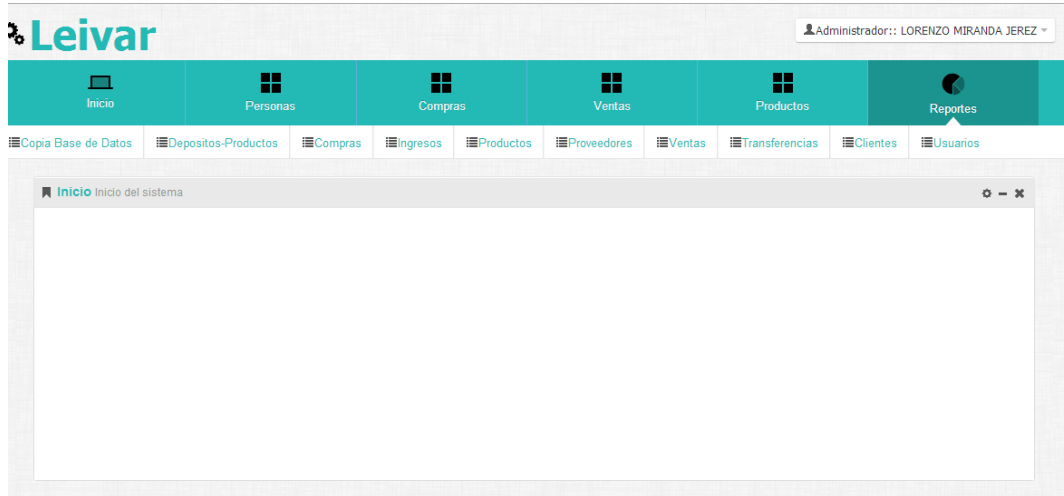 Leivar
Administrador:: LORENZO MIRANDA JEREZ
Inicio Personas Compras Ventas Productos Reportes
Copia Base de Datos Depositos-Productos Compras Ingresos Productos Proveedores Ventas Transferencias Clientes Usuarios
Inicio Inicio del sistema